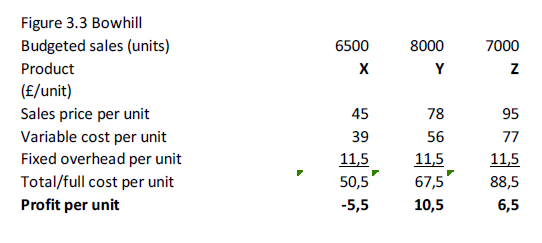 Figure 3.3 Bowhill
Budgeted sales (units) 6500 8000 7000
Product X Y Z
(£/unit)
Sales price per unit 45 78 95
Variable cost per unit 39 56 77
Fixed overhead per unit 11,5 11,5 11,5
Total/full cost per unit 50,5 67,5 88,5
Profit per unit -5,5 10,5 6,5